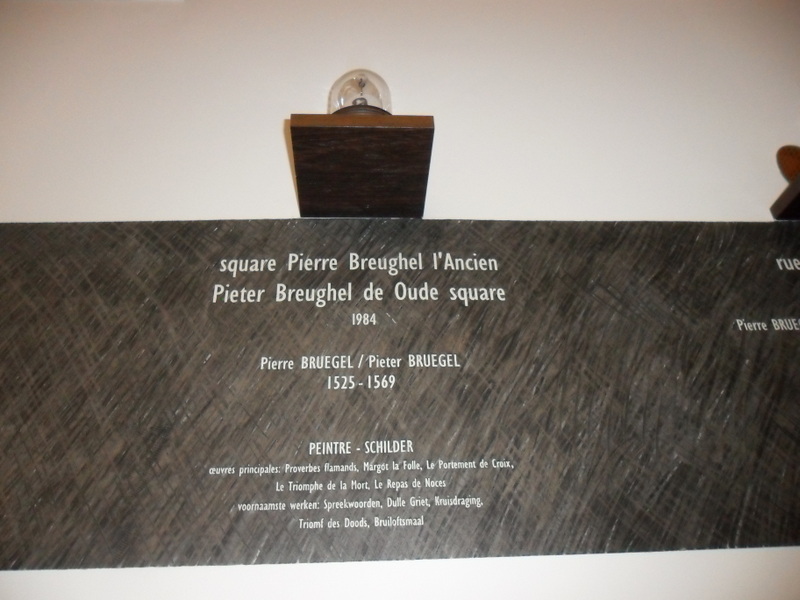 square Pierre Breughel l'Ancien
Pieter Breughel de Oude square
1984
Pierre BRUEGEL / Pieter BRUEGEL
1525 - 1569
PEINTRE - SCHILDER
œuvres principales: Proverbes flamands, Margot la Folle, Le Portement de Croix,
Le Triomphe de la Mort, Le Repas de Noces
voornaamste werken: Spreekwoorden, Dulle Griet, Kruisdraging,
Triomf des Doods, Bruiloftsmaal
rue
Pierre BRUEG